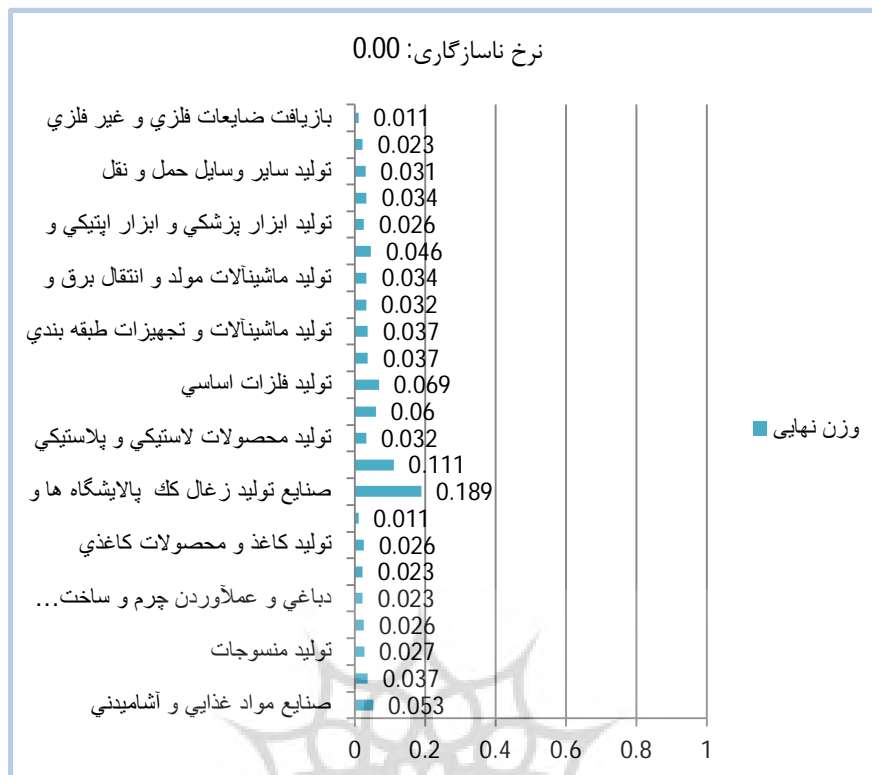 نرخ ناسازگاری: 0.00
بازيافت ضايعات فلزي و غير فلزي 0.011
0.023
توليد ساير وسايل حمل و نقل 0.031
0.034
توليد ابزار پزشكي و ابزار اپتيكي و 0.026
0.046
توليد ماشينآلات مولد و انتقال برق و 0.034
0.032
توليد ماشينآلات و تجهيزات طبقه بندي 0.037
0.037
توليد فلزات اساسي 0.069
0.06
توليد محصولات لاستيكي و پلاستيكي 0.032
0.111
صنايع توليد زغال كك پالايشگاه ها و 0.189
0.011
توليد كاغذ و محصولات كاغذي 0.026
0.023
دباغي و عملآوردن چرم و ساخت... 0.023
0.026
توليد منسوجات 0.027
0.037
صنايع مواد غذايي و آشاميدني 0.053
0 0.2 0.4 0.6 0.8 1
وزن نهایی